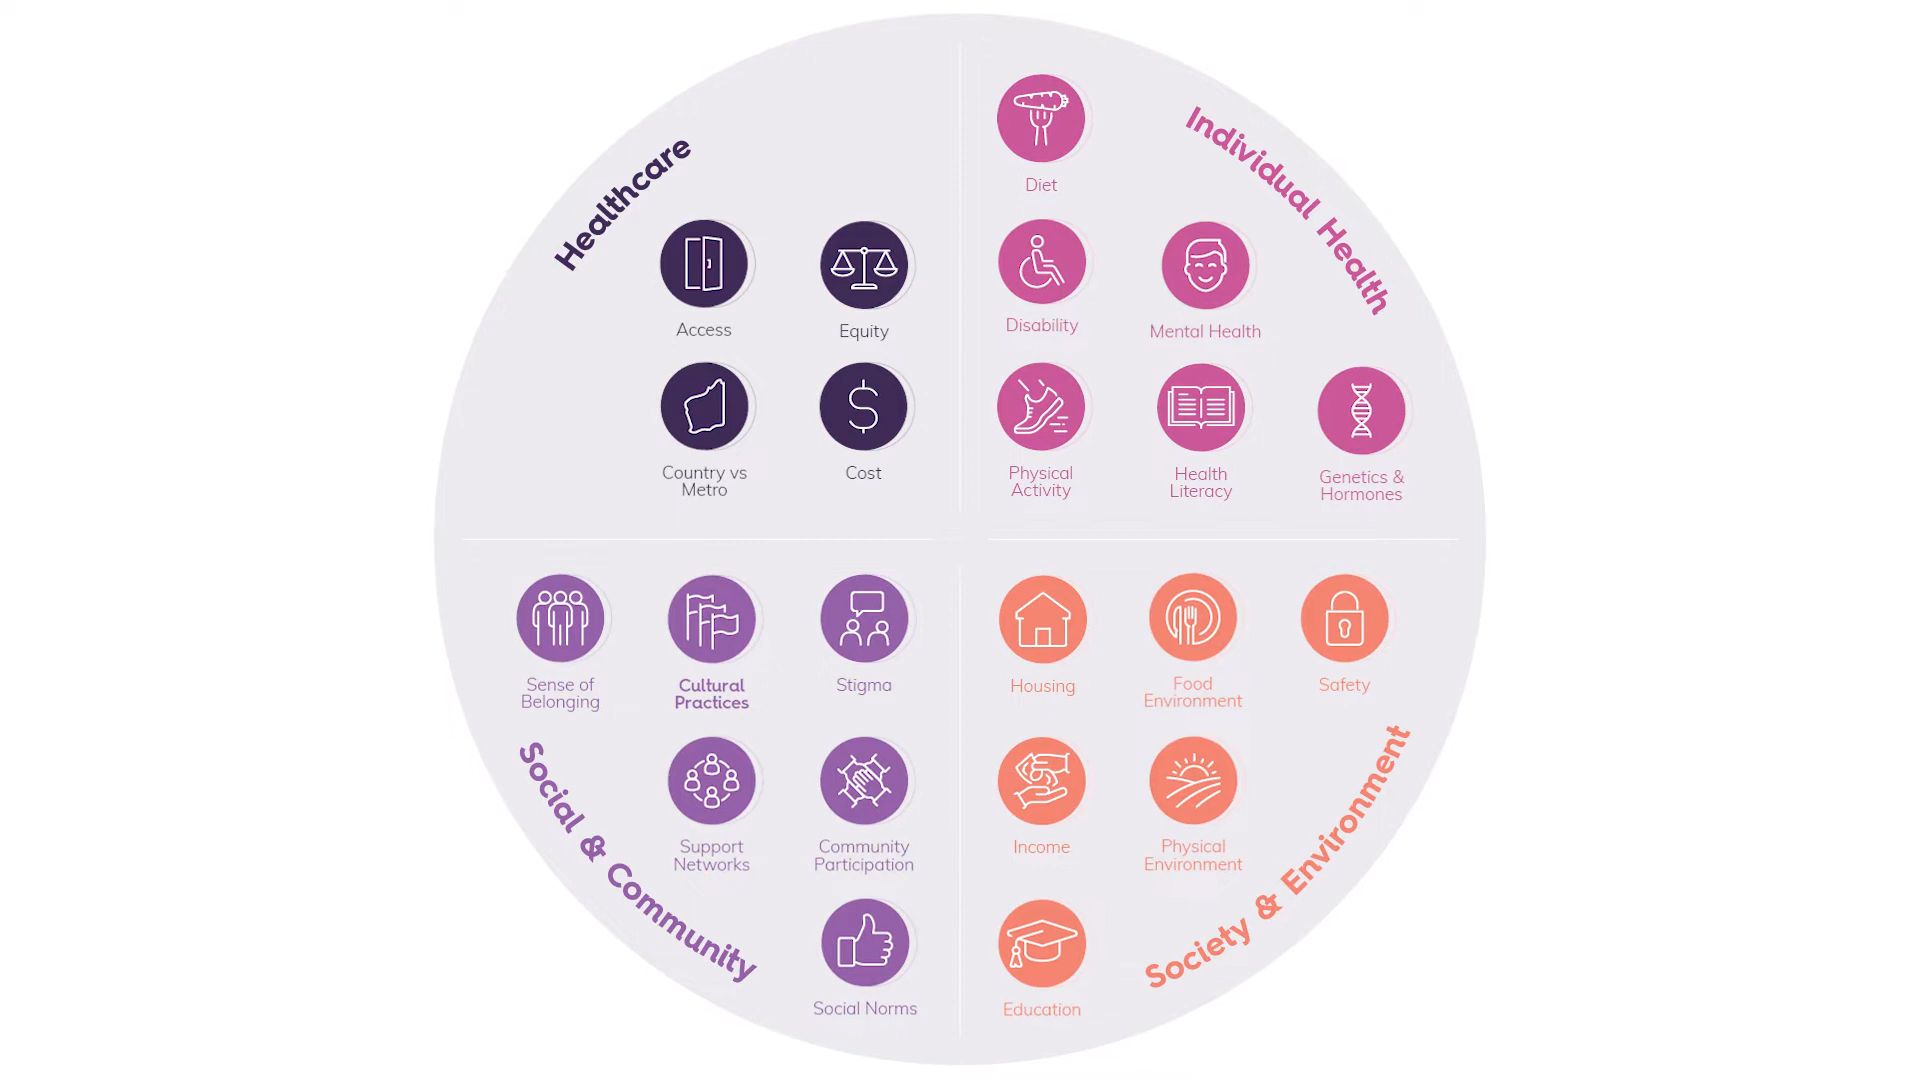 Healthcare
Access
Equity
Country vs
Metro
Cost
Individual Health
Diet
Disability
Mental Health
Physical
Activity
Health
Literacy
Genetics &
Hormones
Sense of
Belonging
Cultural
Practices
Stigma
Support
Networks
Community
Participation
Social Norms
Social & Community
Housing
Food
Environment
Safety
Income
Physical
Environment
Education
Society & Environment